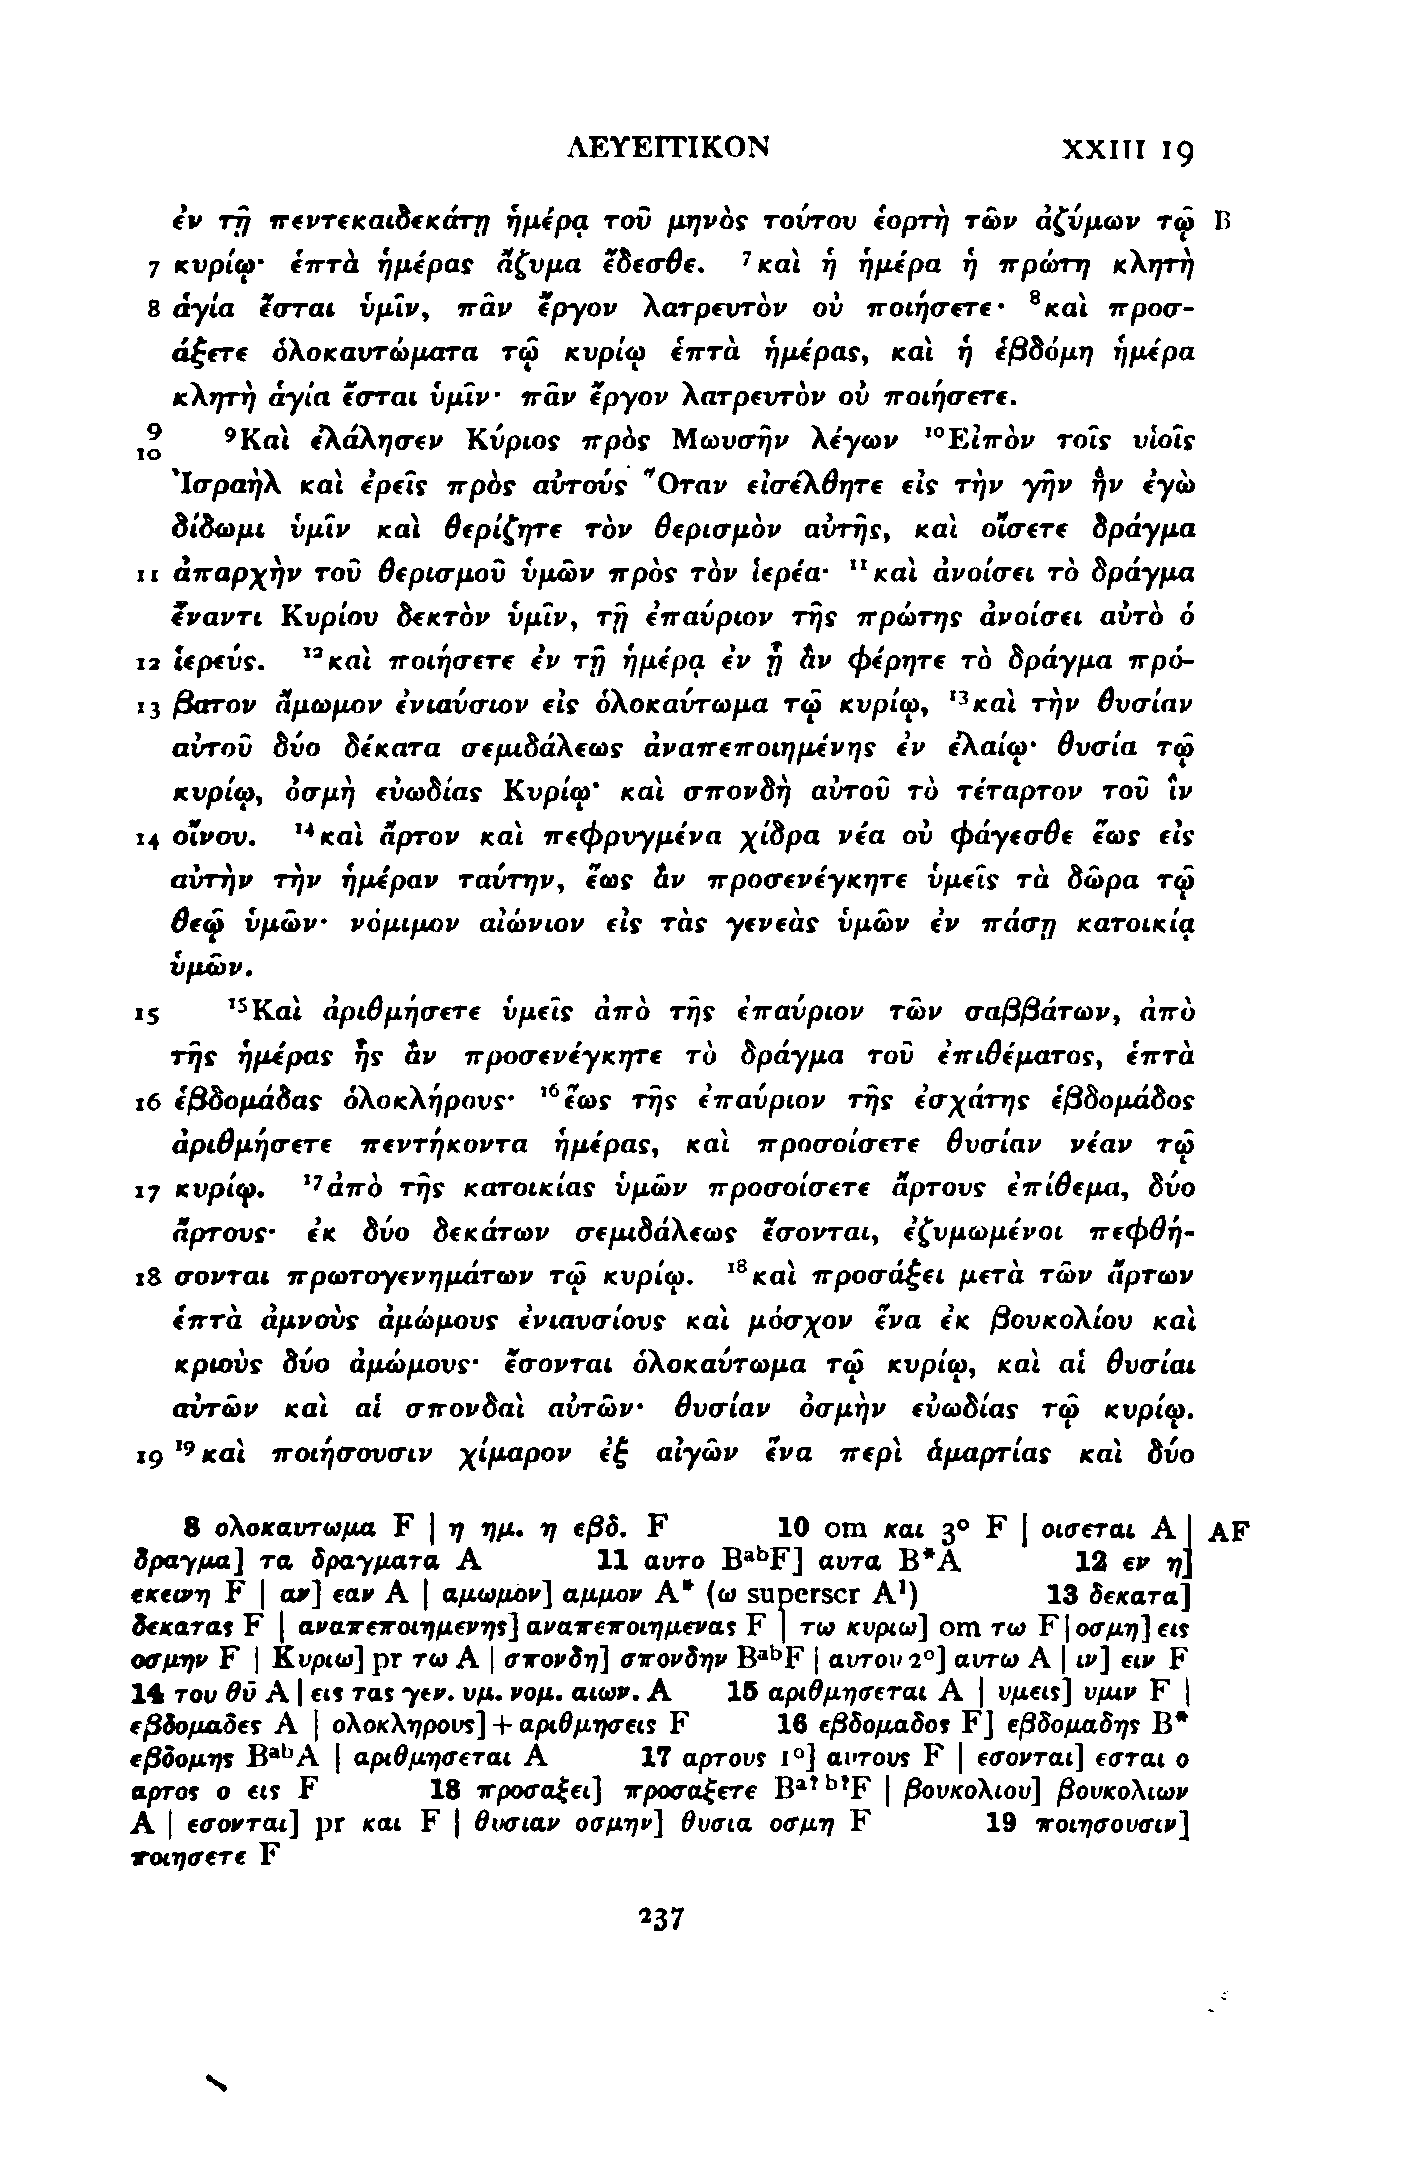 ΛΕΥΕΙΤΙΚΟΝ XXIII 19
ἐν τῇ πεντεκαιδεκάτῃ ἡμέρᾳ τοῦ μηνὸς τούτου ἑορτὴ τῶν ἀζύμων τῷ B
7 κυρίῳ· ἑπτὰ ἡμέρας ἄζυμα ἔδεσθε. ⁷καὶ ἡ ἡμέρα ἡ πρώτη κλητὴ
8 ἁγία ἔσται ὑμῖν, πᾶν ἔργον λατρευτὸν οὐ ποιήσετε· ⁸καὶ προσ-
άξετε ὁλοκαυτώματα τῷ κυρίῳ ἑπτὰ ἡμέρας, καὶ ἡ ἑβδόμη ἡμέρα
κλητὴ ἁγία ἔσται ὑμῖν· πᾶν ἔργον λατρευτὸν οὐ ποιήσετε.
9 10 ⁹Καὶ ἐλάλησεν Κύριος πρὸς Μωυσῆν λέγων ¹⁰Εἰπὸν τοῖς υἱοῖς
Ἰσραὴλ καὶ ἐρεῖς πρὸς αὐτούς Ὅταν εἰσέλθητε εἰς τὴν γῆν ἣν ἐγὼ
δίδωμι ὑμῖν καὶ θερίζητε τὸν θερισμὸν αὐτῆς, καὶ οἴσετε δράγμα
11 ἀπαρχὴν τοῦ θερισμοῦ ὑμῶν πρὸς τὸν ἱερέα· ¹¹καὶ ἀνοίσει τὸ δράγμα
ἔναντι Κυρίου δεκτὸν ὑμῖν, τῇ ἐπαύριον τῆς πρώτης ἀνοίσει αὐτὸ ὁ
12 ἱερεύς. ¹²καὶ ποιήσετε ἐν τῇ ἡμέρᾳ ἐν ᾗ ἂν φέρητε τὸ δράγμα πρό-
13 βατον ἄμωμον ἐνιαύσιον εἰς ὁλοκαύτωμα τῷ κυρίῳ, ¹³καὶ τὴν θυσίαν
αὐτοῦ δύο δέκατα σεμιδάλεως ἀναπεποιημένης ἐν ἐλαίῳ· θυσία τῷ
κυρίῳ, ὀσμὴ εὐωδίας Κυρίῳ· καὶ σπονδὴ αὐτοῦ τὸ τέταρτον τοῦ ἲν
14 οἴνου. ¹⁴καὶ ἄρτον καὶ πεφρυγμένα χίδρα νέα οὐ φάγεσθε ἕως εἰς
αὐτὴν τὴν ἡμέραν ταύτην, ἕως ἂν προσενέγκητε ὑμεῖς τὰ δῶρα τῷ
θεῷ ὑμῶν· νόμιμον αἰώνιον εἰς τὰς γενεὰς ὑμῶν ἐν πάσῃ κατοικίᾳ
ὑμῶν.
15 ¹⁵Καὶ ἀριθμήσετε ὑμεῖς ἀπὸ τῆς ἐπαύριον τῶν σαββάτων, ἀπὸ
τῆς ἡμέρας ἧς ἂν προσενέγκητε τὸ δράγμα τοῦ ἐπιθέματος, ἑπτὰ
16 ἑβδομάδας ὁλοκλήρους· ¹⁶ἕως τῆς ἐπαύριον τῆς ἐσχάτης ἑβδομάδος
ἀριθμήσετε πεντήκοντα ἡμέρας, καὶ προσοίσετε θυσίαν νέαν τῷ
17 κυρίῳ. ¹⁷ἀπὸ τῆς κατοικίας ὑμῶν προσοίσετε ἄρτους ἐπίθεμα, δύο
ἄρτους· ἐκ δύο δεκάτων σεμιδάλεως ἔσονται, ἐζυμωμένοι πεφθή-
18 σονται πρωτογενημάτων τῷ κυρίῳ. ¹⁸καὶ προσάξει μετὰ τῶν ἄρτων
ἑπτὰ ἀμνοὺς ἀμώμους ἐνιαυσίους καὶ μόσχον ἕνα ἐκ βουκολίου καὶ
κριοὺς δύο ἀμώμους· ἔσονται ὁλοκαύτωμα τῷ κυρίῳ, καὶ αἱ θυσίαι
αὐτῶν καὶ αἱ σπονδαὶ αὐτῶν· θυσίαν ὀσμὴν εὐωδίας τῷ κυρίῳ.
19 ¹⁹καὶ ποιήσουσιν χίμαρον ἐξ αἰγῶν ἕνα περὶ ἁμαρτίας καὶ δύο
8 ολοκαυτωμα F | η ημ. η εβδ. F 10 om και 3° F | οισεται A | AF
δραγμα] τα δραγματα A 11 αυτο BᵃᵇF] αυτα B*A 12 εν η]
εκεινη F | αν] εαν A | αμωμον] αμμον A* (ω superscr A¹) 13 δεκατα]
δεκατας F | αναπεποιημενης] αναπεποιημενας F | τω κυριω] om τω F | οσμη] εις
οσμην F | Κυριω] pr τω A | σπονδη] σπονδην BᵃᵇF | αυτου 2°] αυτω A | ιν] ειν F
14 του θῡ A | εις τας γεν. υμ. νομ. αιων. A 15 αριθμησεται A | υμεις] υμιν F |
εβδομαδες A | ολοκληρους] + αριθμησεις F 16 εβδομαδος F] εβδομαδης B*
εβδομης BᵃᵇA | αριθμησεται A 17 αρτους 1°] αυτους F | εσονται] εσται ο
αρτος ο εις F 18 προσαξει] προσαξετε Bᵃ?ᵇ?F | βουκολιου] βουκολιων
A | εσονται] pr και F | θυσιαν οσμην] θυσια οσμη F 19 ποιησουσιν]
ποιησετε F
237